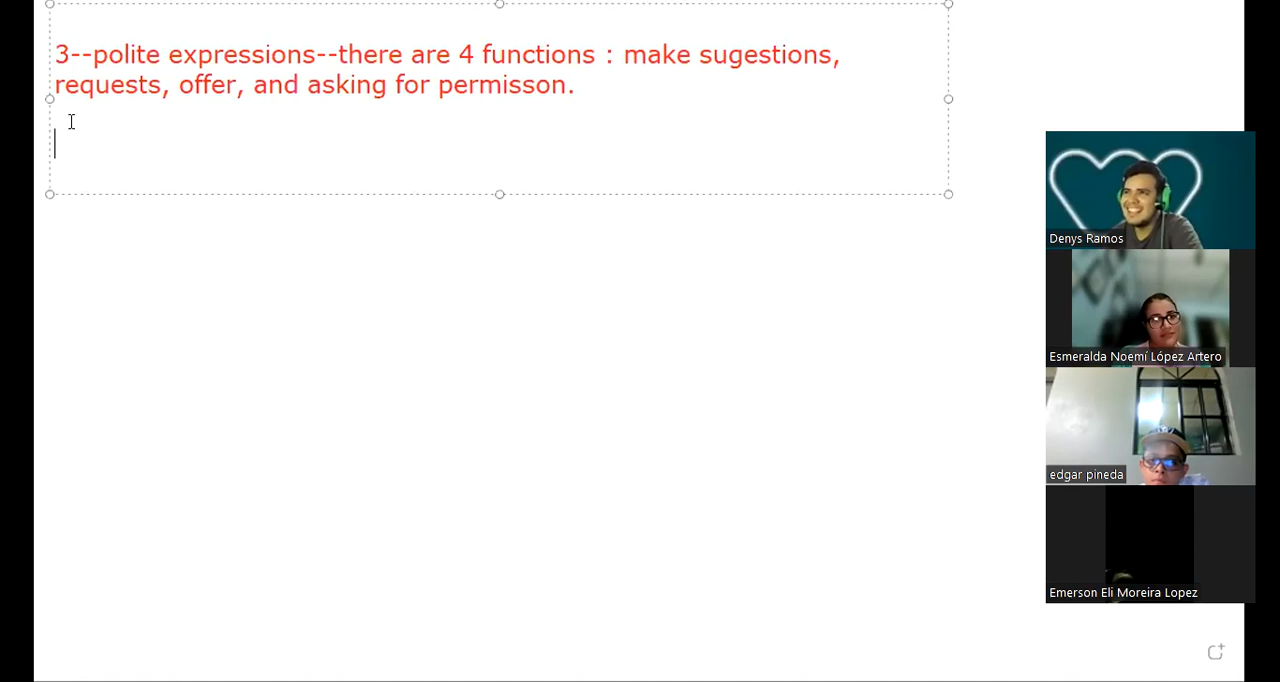 3--polite expressions--there are 4 functions : make sugestions,
requests, offer, and asking for permisson.
Denys Ramos
Esmeralda Noemí López Artero
edgar pineda
Emerson Eli Moreira Lopez